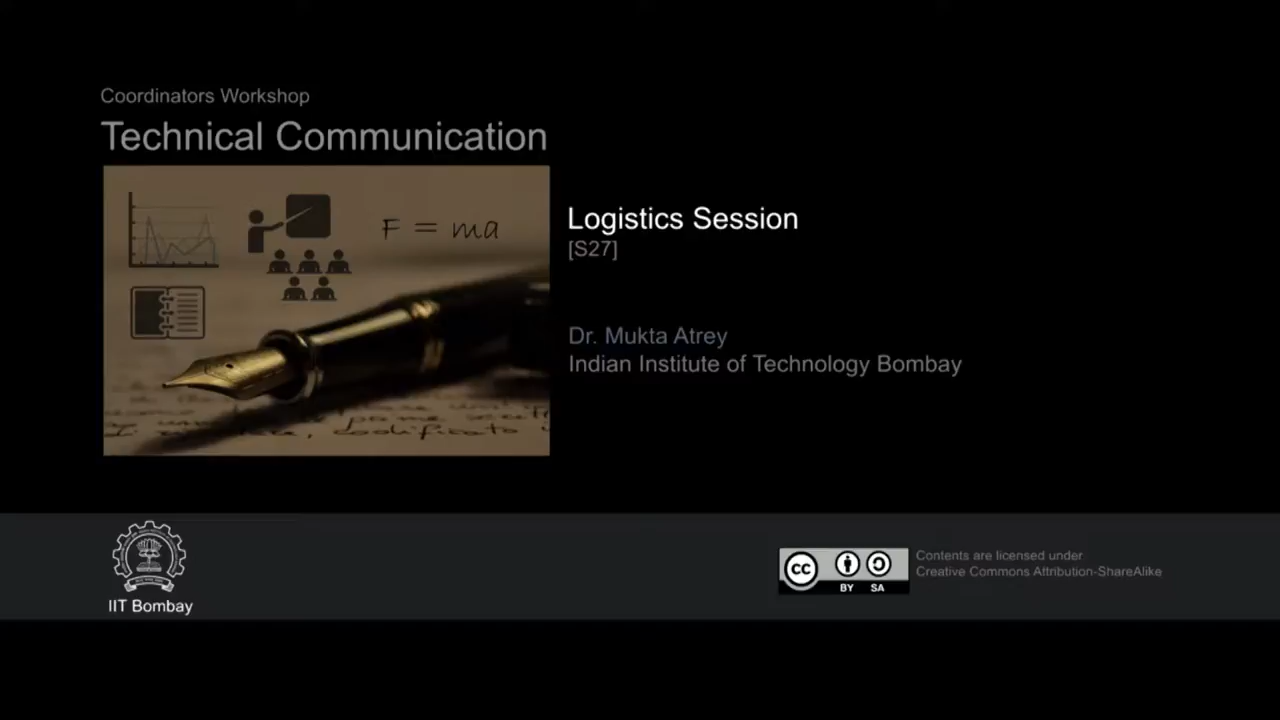 Coordinators Workshop
Technical Communication
F = ma
Logistics Session
[S27]
Dr. Mukta Atrey
Indian Institute of Technology Bombay
IIT Bombay
cc
BY SA
Contents are licensed under
Creative Commons Attribution-ShareAlike